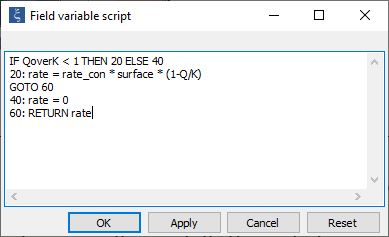 Field variable script
IF QoverK < 1 THEN 20 ELSE 40
20: rate = rate_con * surface * (1-Q/K)
GOTO 60
40: rate = 0
60: RETURN rate
OK Apply Cancel Reset